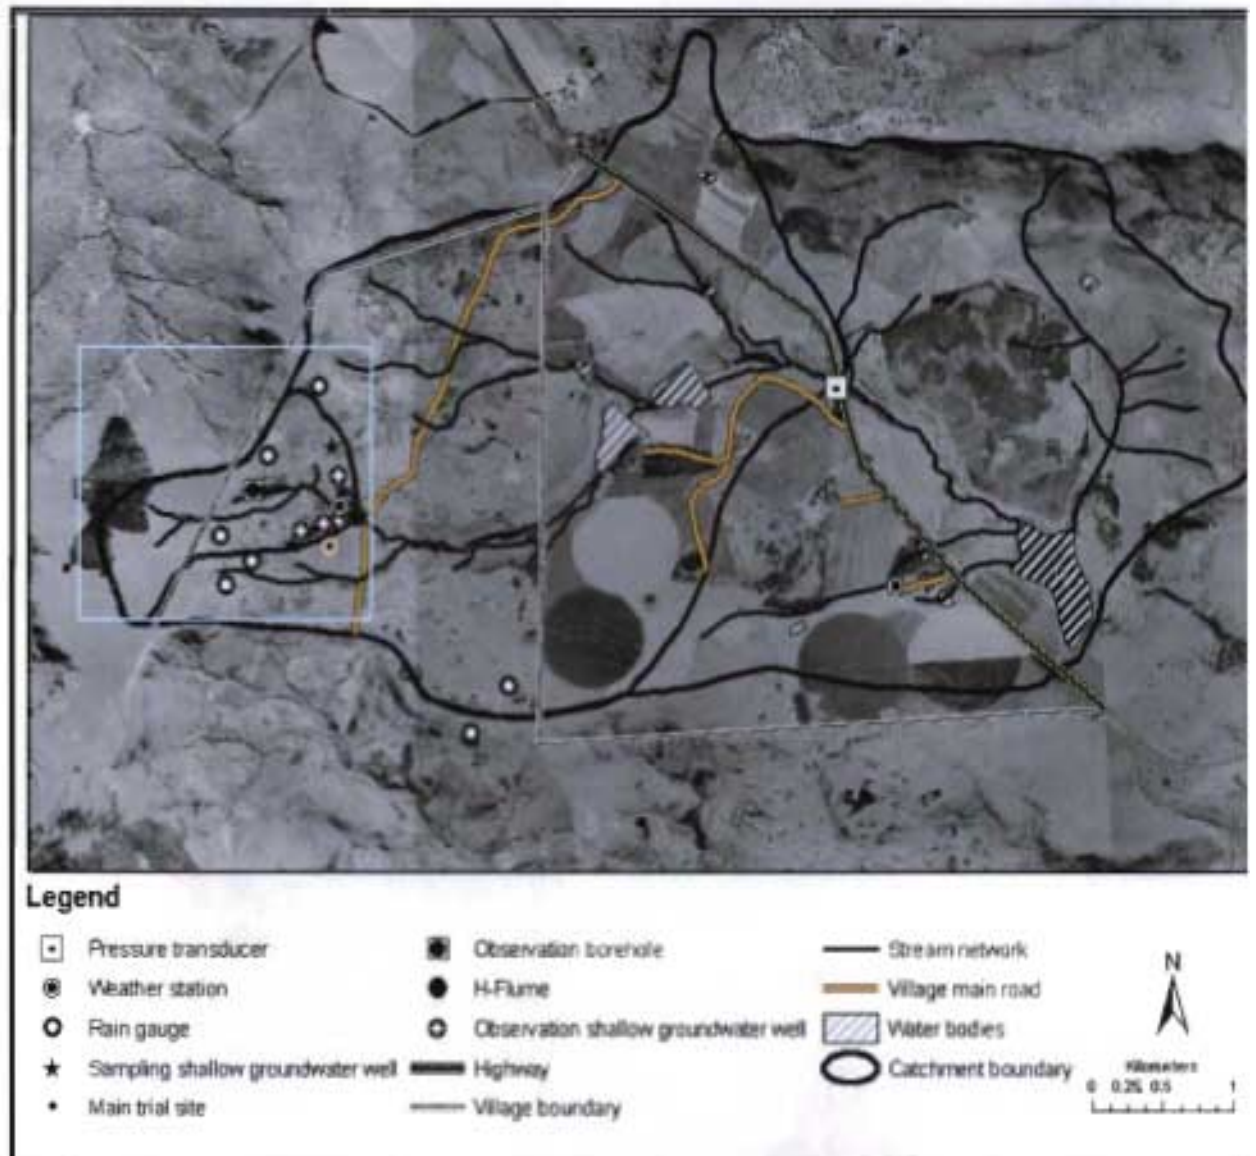 Legend
Pressure transducer
Weather station
Rain gauge
Sampling shallow groundwater well
Main trial site
Observation borehole
H-Flume
Observation shallow groundwater well
Highway
Village boundary
Stream network
Village main road
Water bodies
Catchment boundary
N
Kilometers
0 0.25 0.5 1